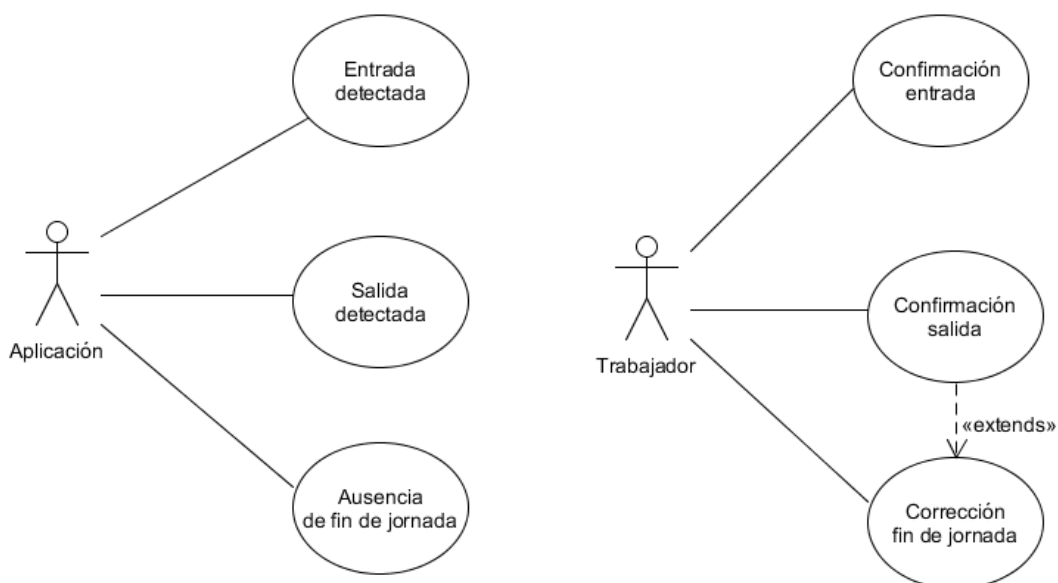 Entrada
detectada
Salida
detectada
Aplicación
Ausencia
de fin de jornada
Confirmación
entrada
Confirmación
salida
Trabajador
«extends»
Corrección
fin de jornada